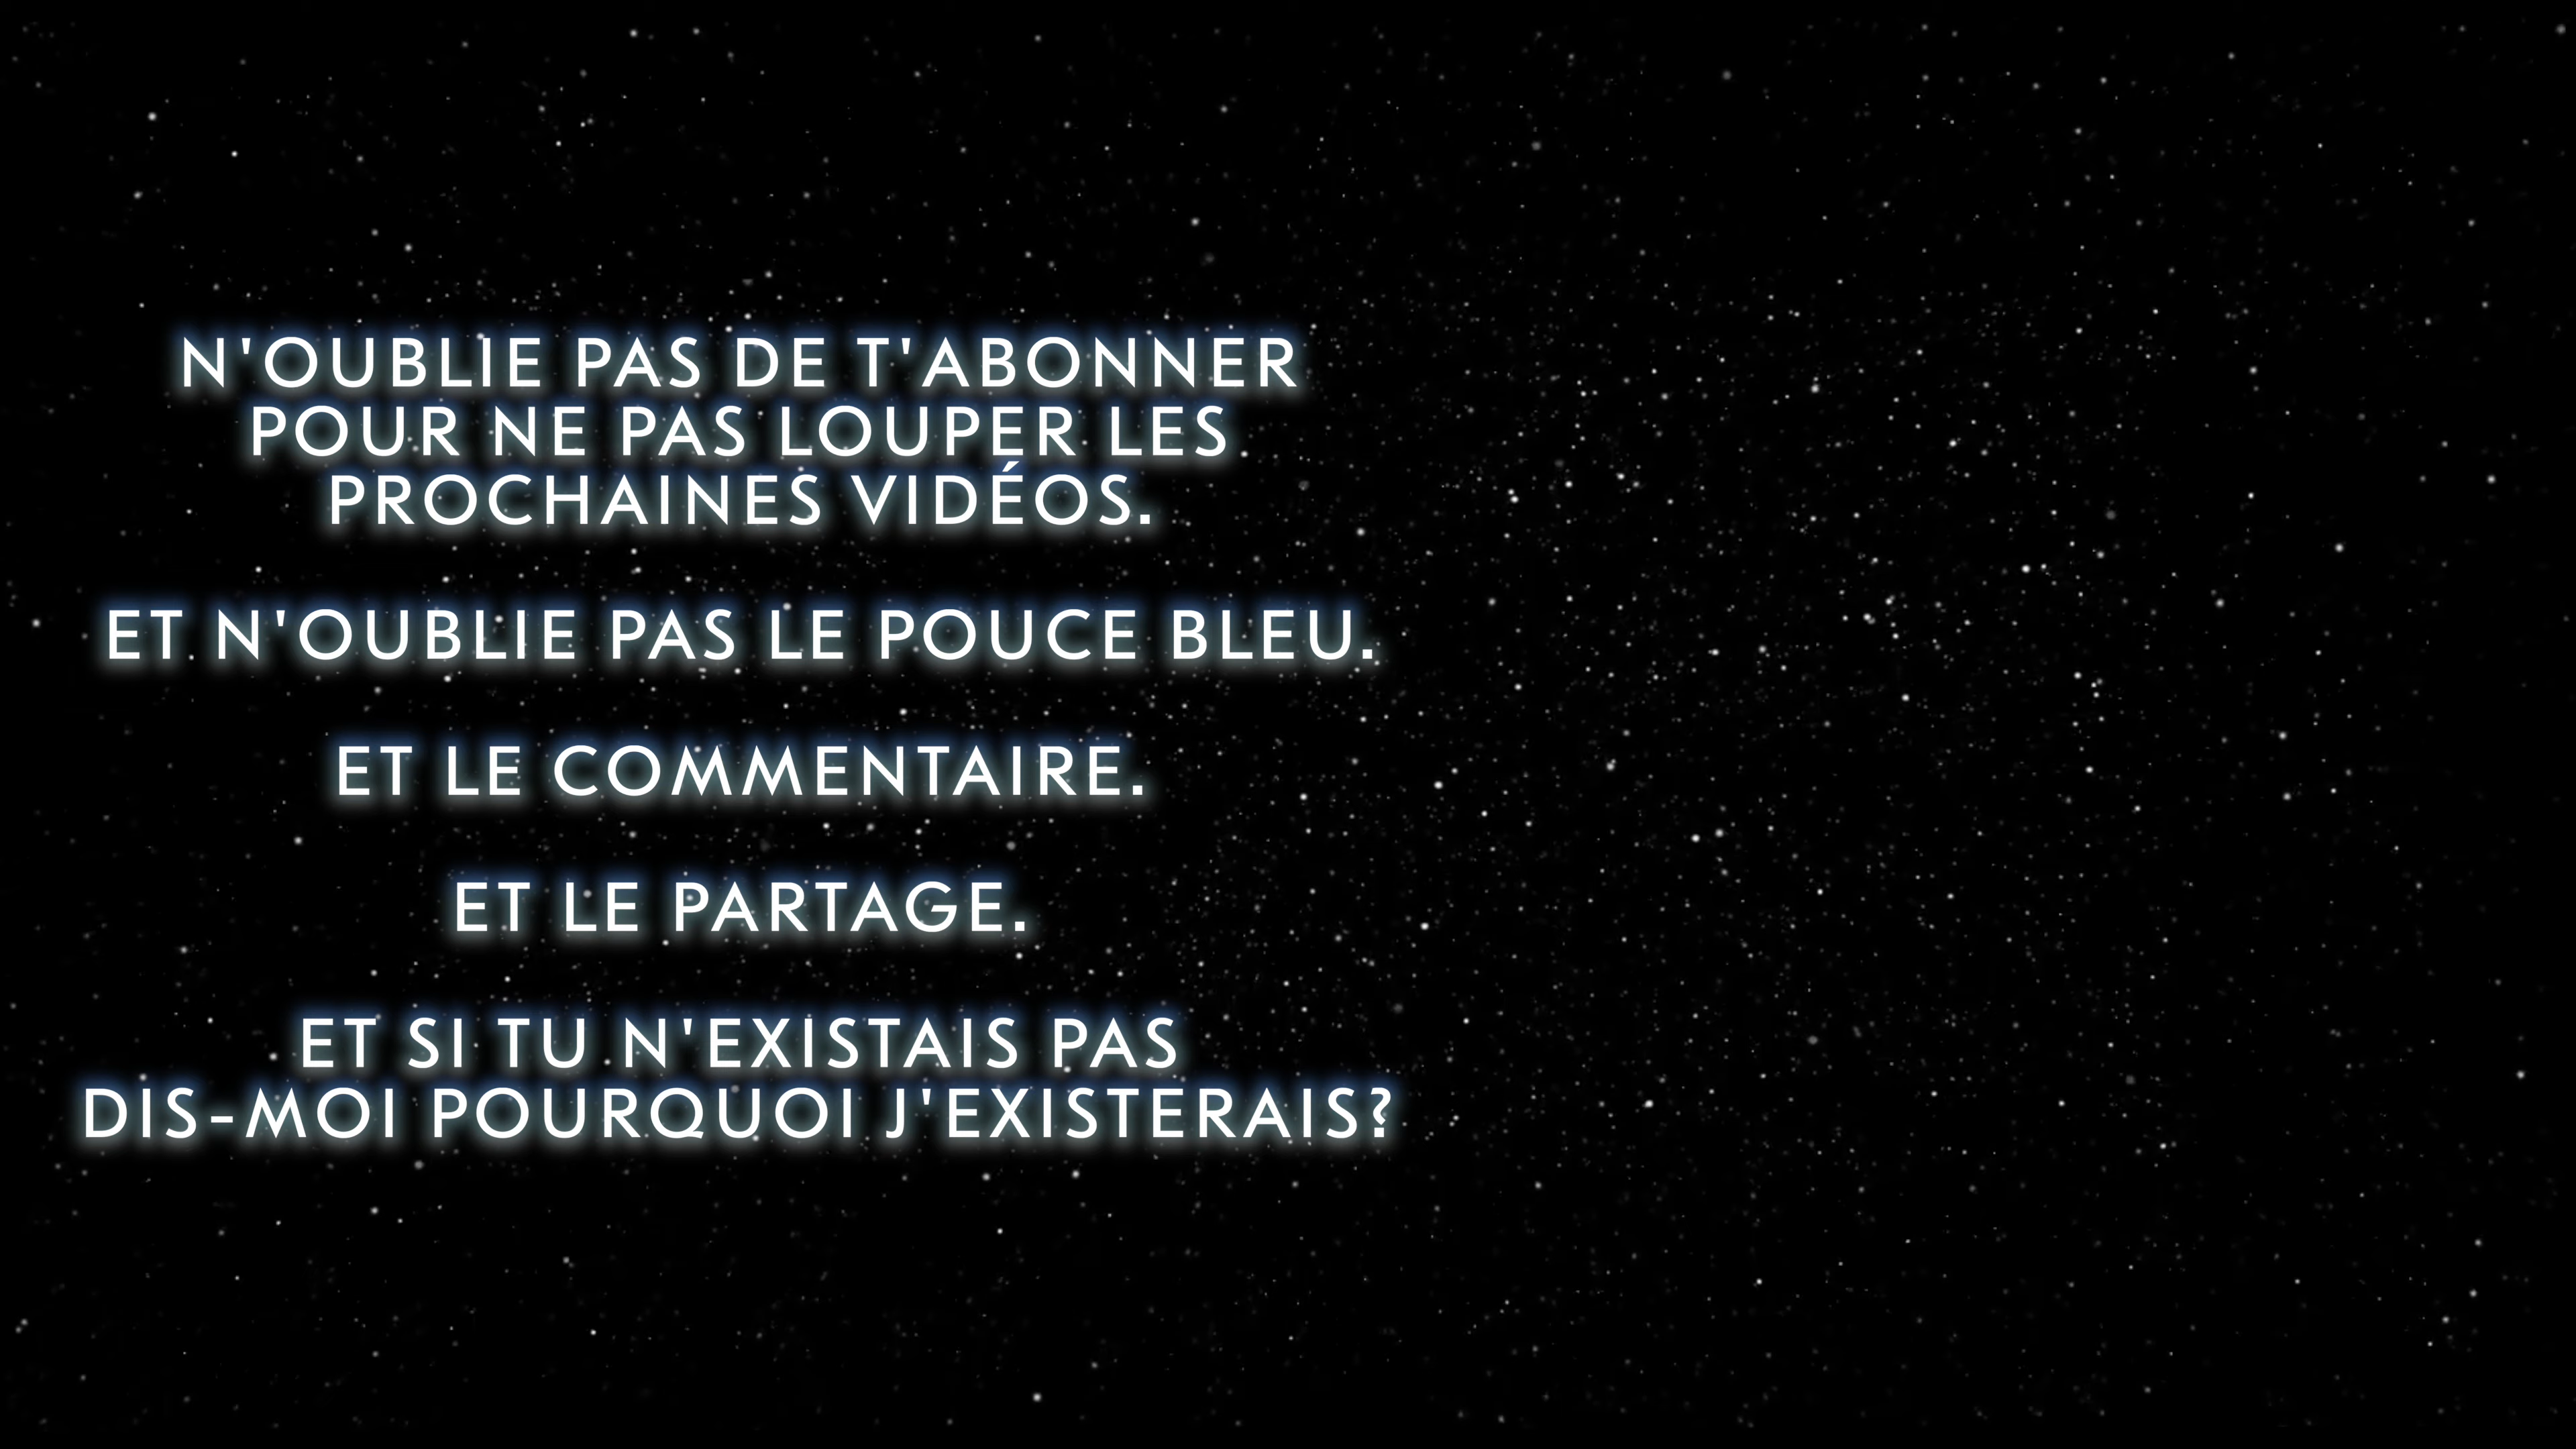 N'OUBLIE PAS DE T'ABONNER
POUR NE PAS LOUPER LES
PROCHAINES VIDÉOS.
ET N'OUBLIE PAS LE POUCE BLEU.
ET LE COMMENTAIRE.
ET LE PARTAGE.
ET SI TU N'EXISTAIS PAS
DIS-MOI POURQUOI J'EXISTERAIS?